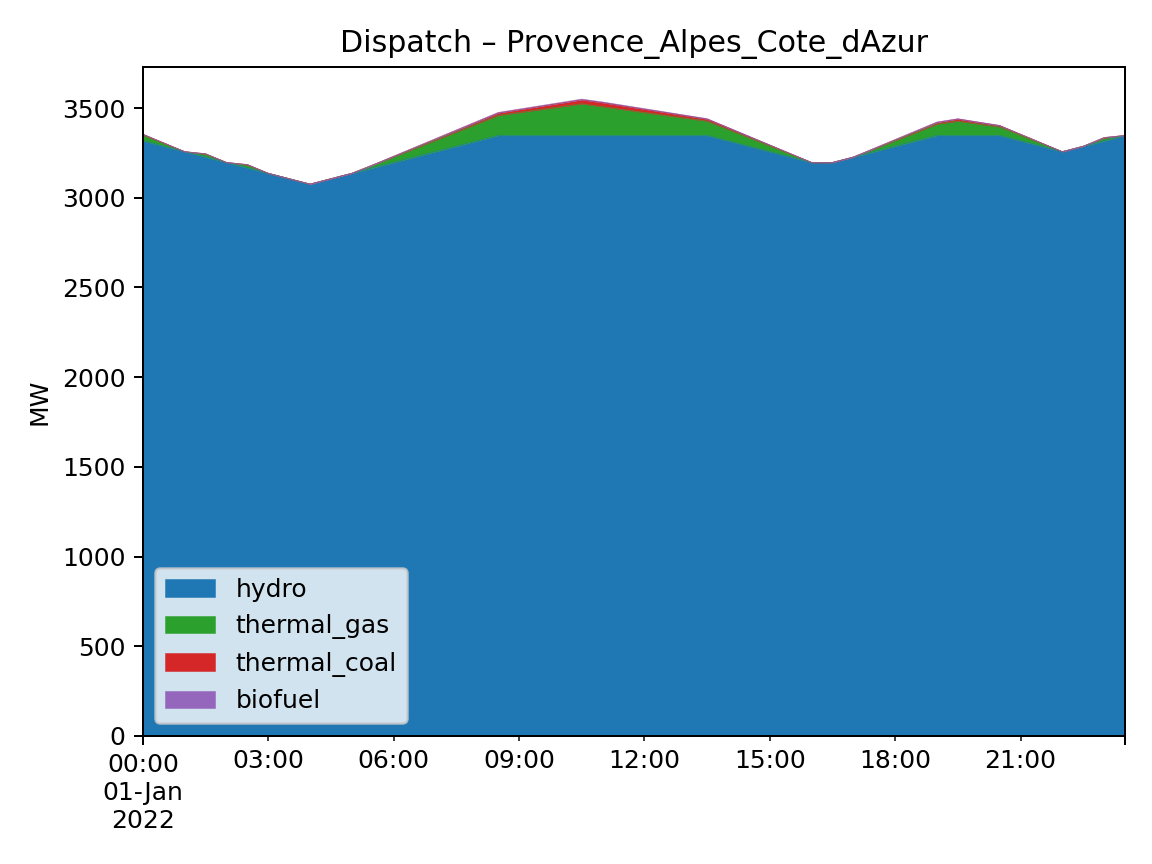 Dispatch – Provence_Alpes_Cote_dAzur
MW
3500
3000
2500
2000
1500
1000
500
0
hydro
thermal_gas
thermal_coal
biofuel
00:00 03:00 06:00 09:00 12:00 15:00 18:00 21:00
01-Jan
2022